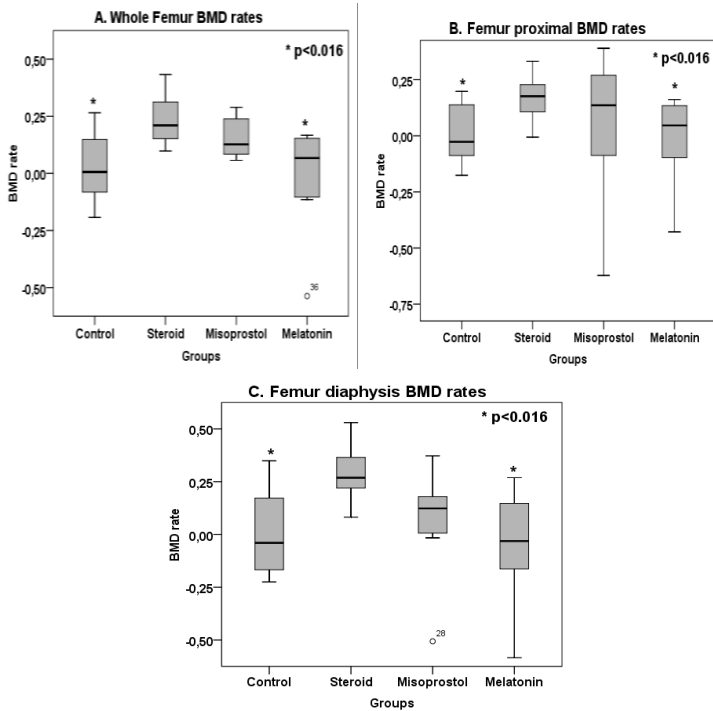 A. Whole Femur BMD rates
* p<0.016
0,50
0,25
0,00
-0,25
-0,50
BMD rate
*
*
36
Control Steroid Misoprostol Melatonin
Groups
B. Femur proximal BMD rates
* p<0.016
0,25
0,00
-0,25
-0,50
-0,75
BMD rate
*
*
Control Steroid Misoprostol Melatonin
Groups
C. Femur diaphysis BMD rates
* p<0.016
0,50
0,25
0,00
-0,25
-0,50
BMD rate
*
*
28
Control Steroid Misoprostol Melatonin
Groups